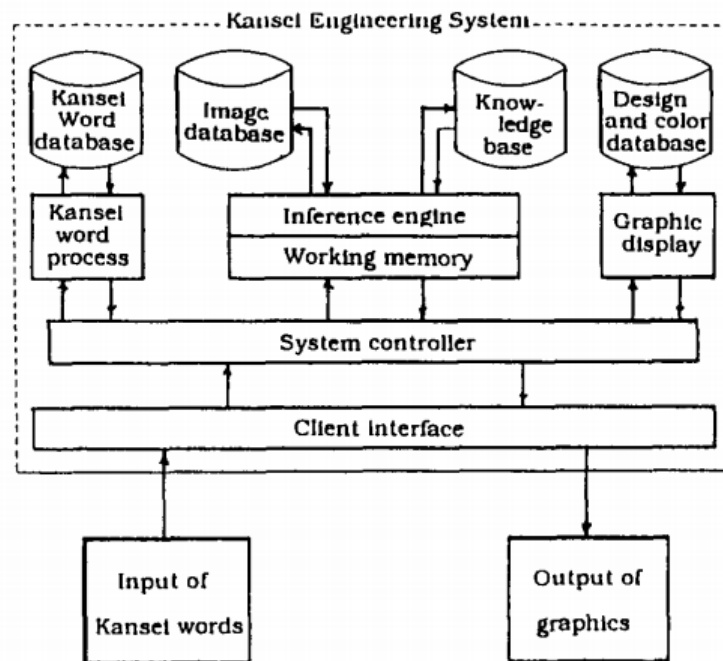 Kansei Engineering System
Kansei
Word
database
Image
database
Know-
ledge
base
Design
and color
database
Kansei
word
process
Inference engine
Working memory
Graphic
display
System controller
Client interface
Input of
Kansei words
Output of
graphics